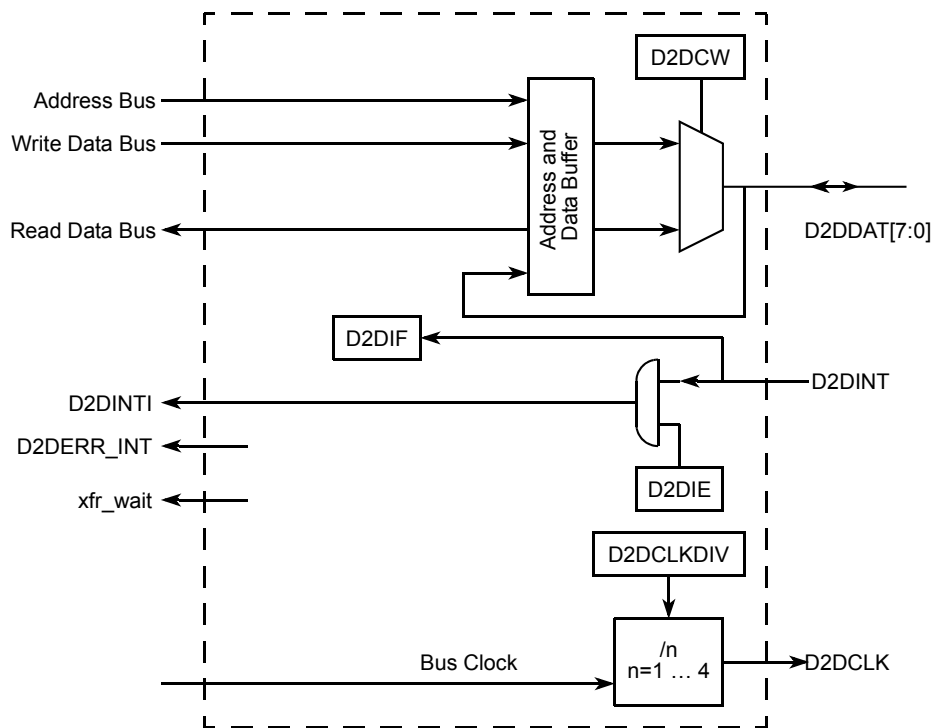 D2DCW
Address Bus
Write Data Bus
Address and
Data Buffer
Read Data Bus
D2DDAT[7:0]
D2DIF
D2DINT
D2DINTI
D2DERR_INT
D2DIE
xfr_wait
D2DCLKDIV
/n
n=1 … 4
Bus Clock
D2DCLK